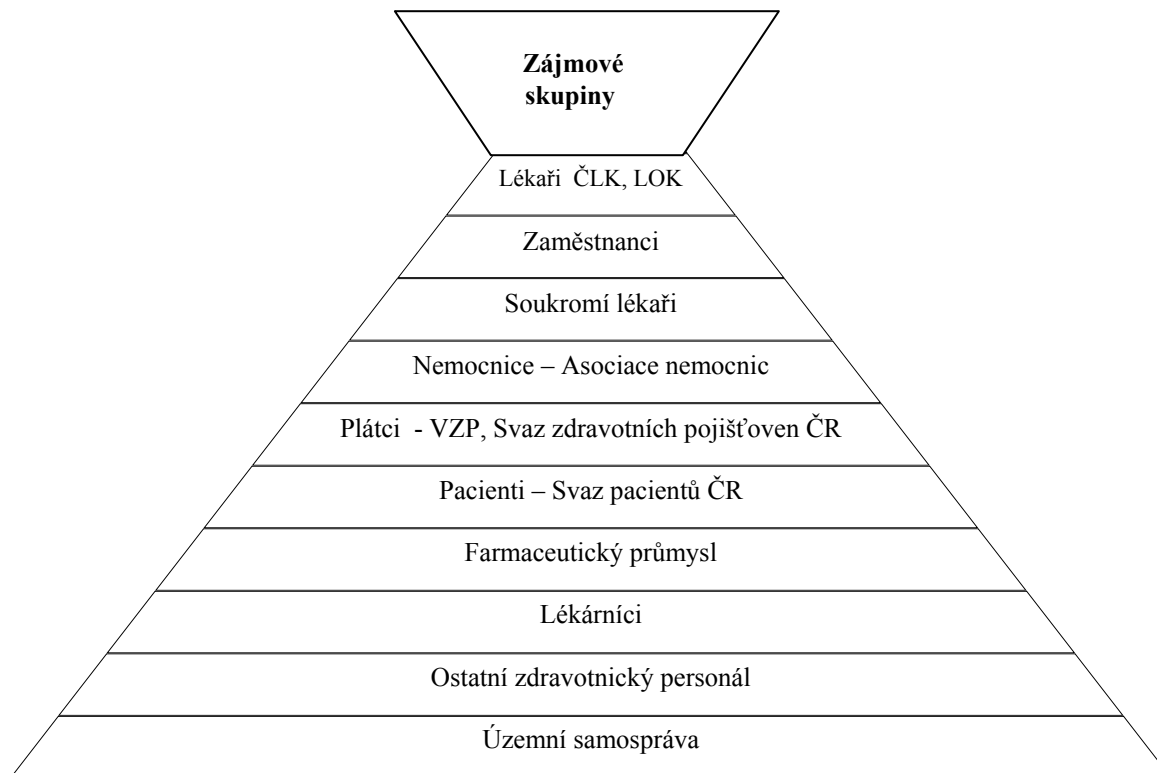 Zájmové
skupiny
Lékaři ČLK, LOK
Zaměstnanci
Soukromí lékaři
Nemocnice – Asociace nemocnic
Plátci - VZP, Svaz zdravotních pojišťoven ČR
Pacienti – Svaz pacientů ČR
Farmaceutický průmysl
Lékárníci
Ostatní zdravotnický personál
Územní samospráva